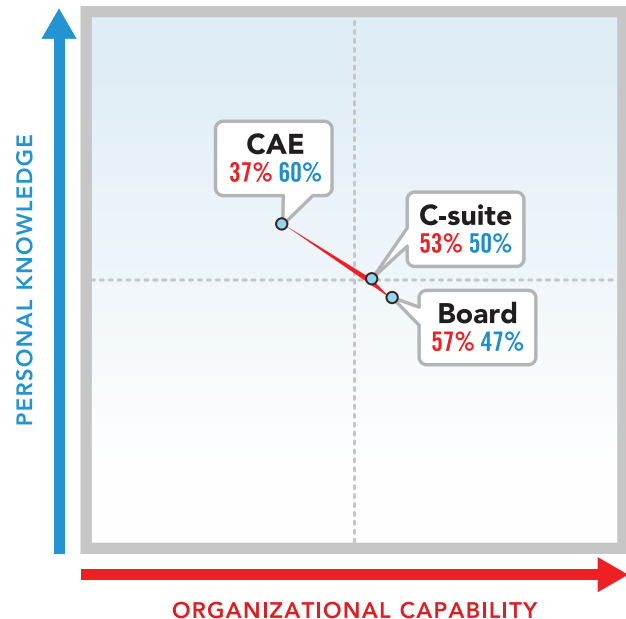 PERSONAL KNOWLEDGE
CAE
37% 60%
C-suite
53% 50%
Board
57% 47%
ORGANIZATIONAL CAPABILITY